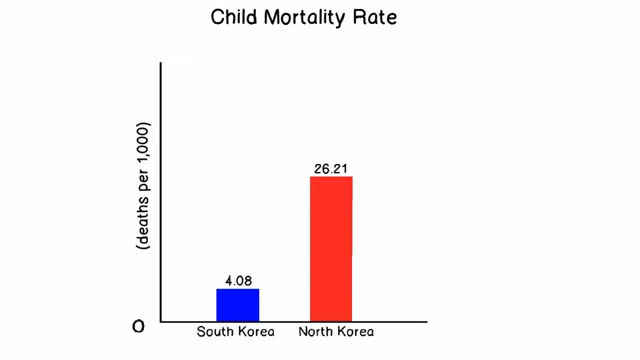 Child Mortality Rate
(deaths per 1,000)
26.21
4.08
0
South Korea
North Korea